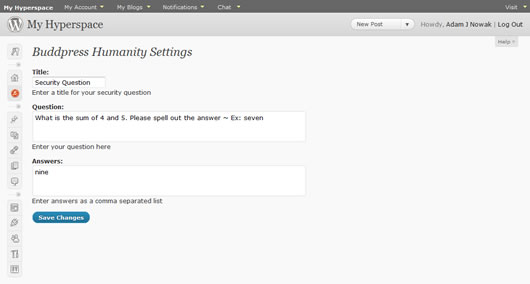 My Hyperspace My Account My Blogs Notifications Chat Visit
My Hyperspace New Post Howdy, Adam J Nowak | Log Out
Help
Buddpress Humanity Settings
Title:
Security Question
Enter a title for your security question
Question:
What is the sum of 4 and 5. Please spell out the answer ~ Ex: seven
Enter your question here
Answers:
nine
Enter answers as a comma separated list
Save Changes